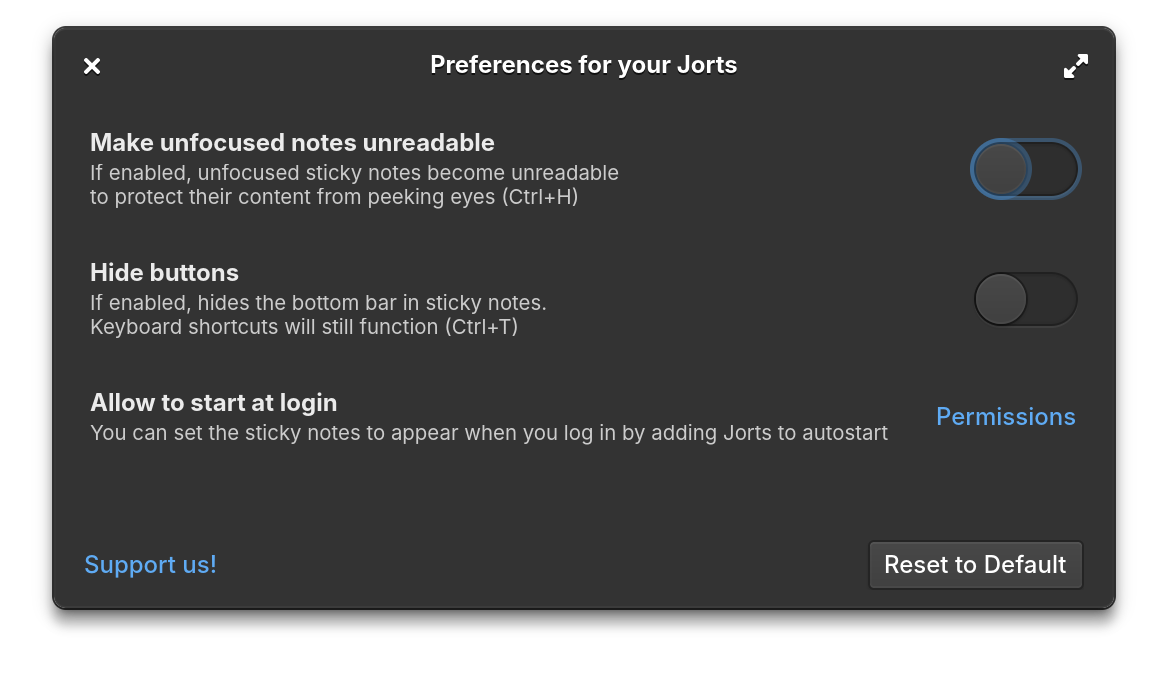 Preferences for your Jorts
Make unfocused notes unreadable
If enabled, unfocused sticky notes become unreadable
to protect their content from peeking eyes (Ctrl+H)
Hide buttons
If enabled, hides the bottom bar in sticky notes.
Keyboard shortcuts will still function (Ctrl+T)
Allow to start at login
You can set the sticky notes to appear when you log in by adding Jorts to autostart
Permissions
Support us!
Reset to Default